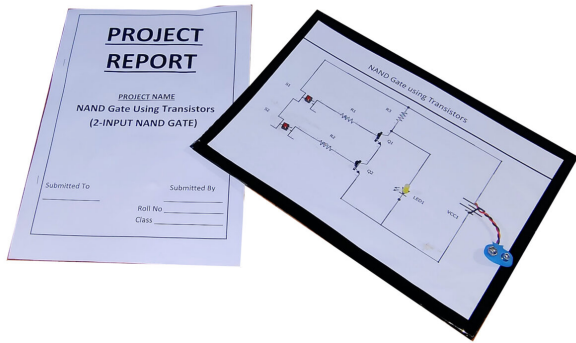 PROJECT
REPORT
PROJECT NAME
NAND Gate Using Transistors
(2-INPUT NAND GATE)
Submitted To
Submitted By
Roll No
Class
NAND Gate using Transistors
S1
S2
R1
R2
R3
Q1
Q2
LED1
VCC1